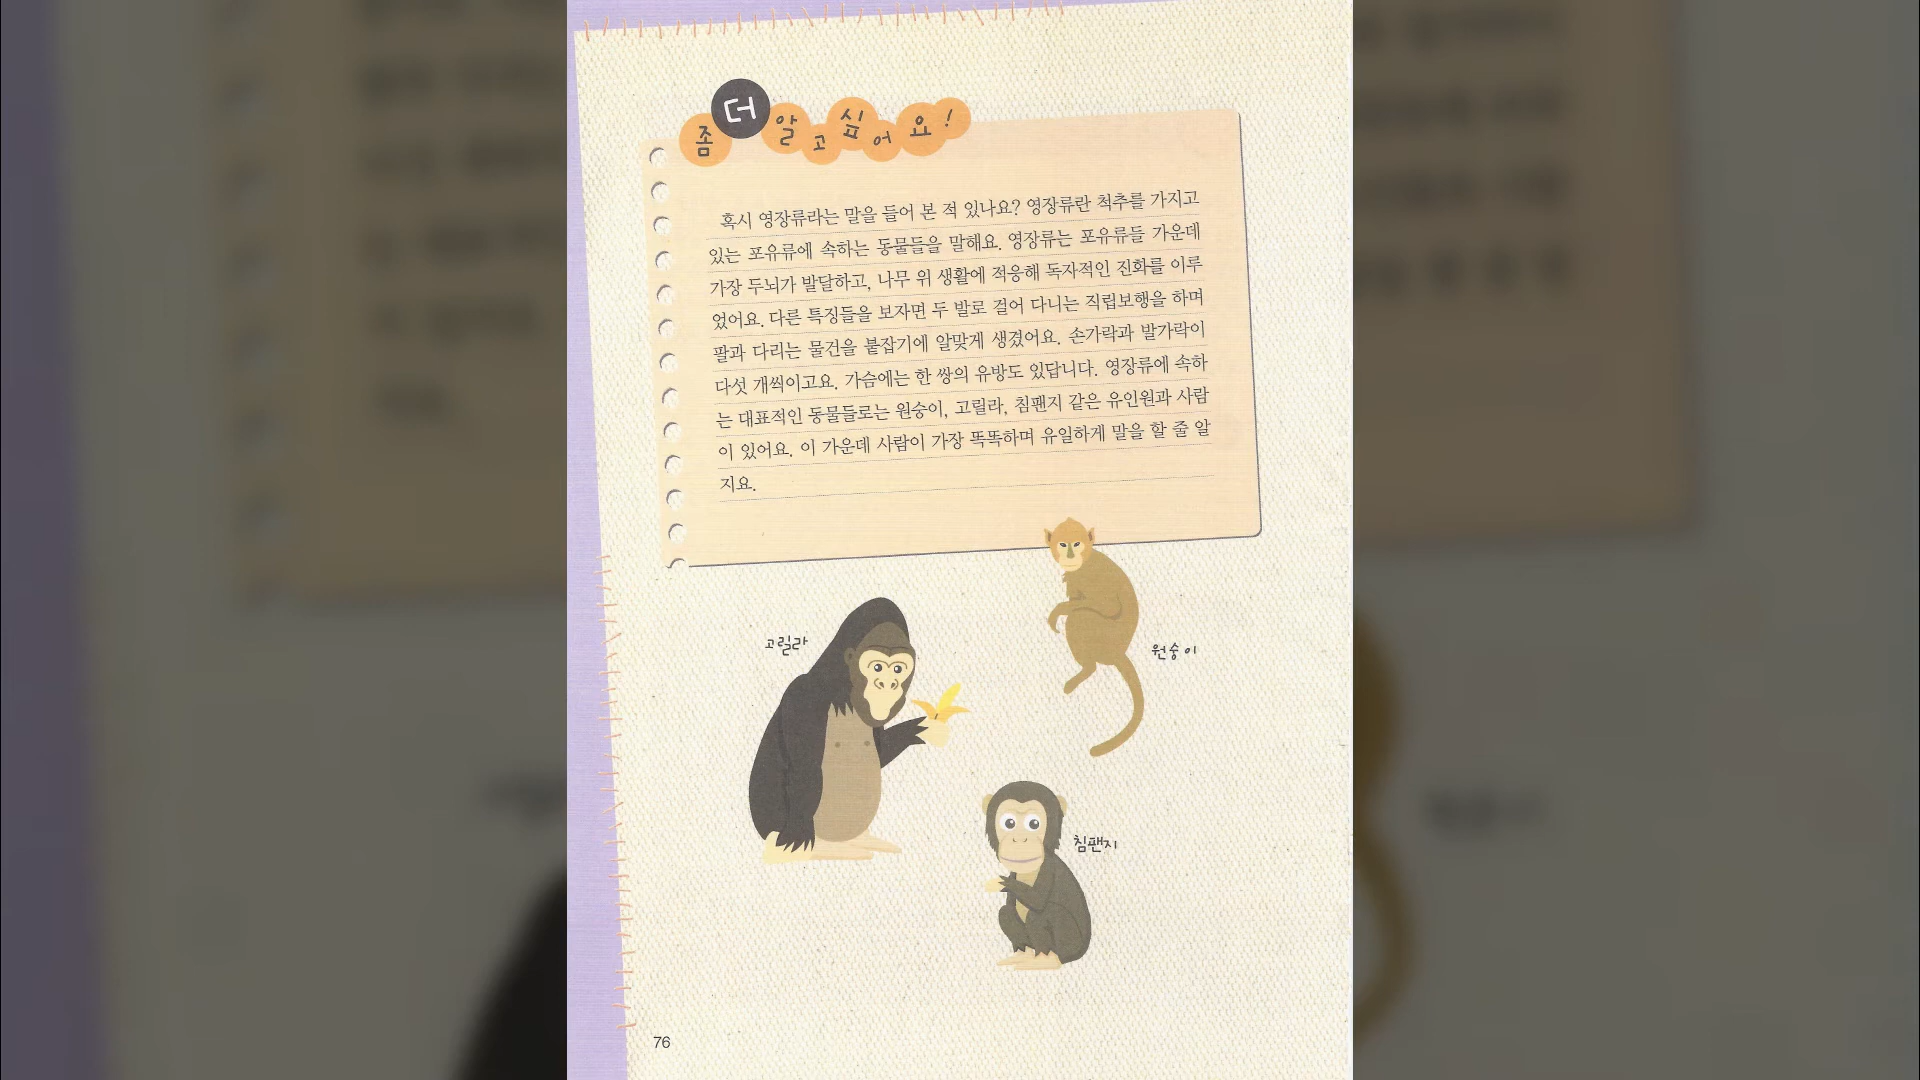 좀 더 알고 싶어요!
혹시 영장류라는 말을 들어 본 적 있나요? 영장류란 척추를 가지고
있는 포유류에 속하는 동물들을 말해요. 영장류는 포유류들 가운데
가장 두뇌가 발달하고, 나무 위 생활에 적응해 독자적인 진화를 이루
었어요. 다른 특징들을 보자면 두 발로 걸어 다니는 직립보행을 하며
팔과 다리는 물건을 붙잡기에 알맞게 생겼어요. 손가락과 발가락이
다섯 개씩이고요. 가슴에는 한 쌍의 유방도 있답니다. 영장류에 속하
는 대표적인 동물들로는 원숭이, 고릴라, 침팬지 같은 유인원과 사람
이 있어요. 이 가운데 사람이 가장 똑똑하며 유일하게 말을 할 줄 알
지요.
고릴라
원숭이
침팬지
76